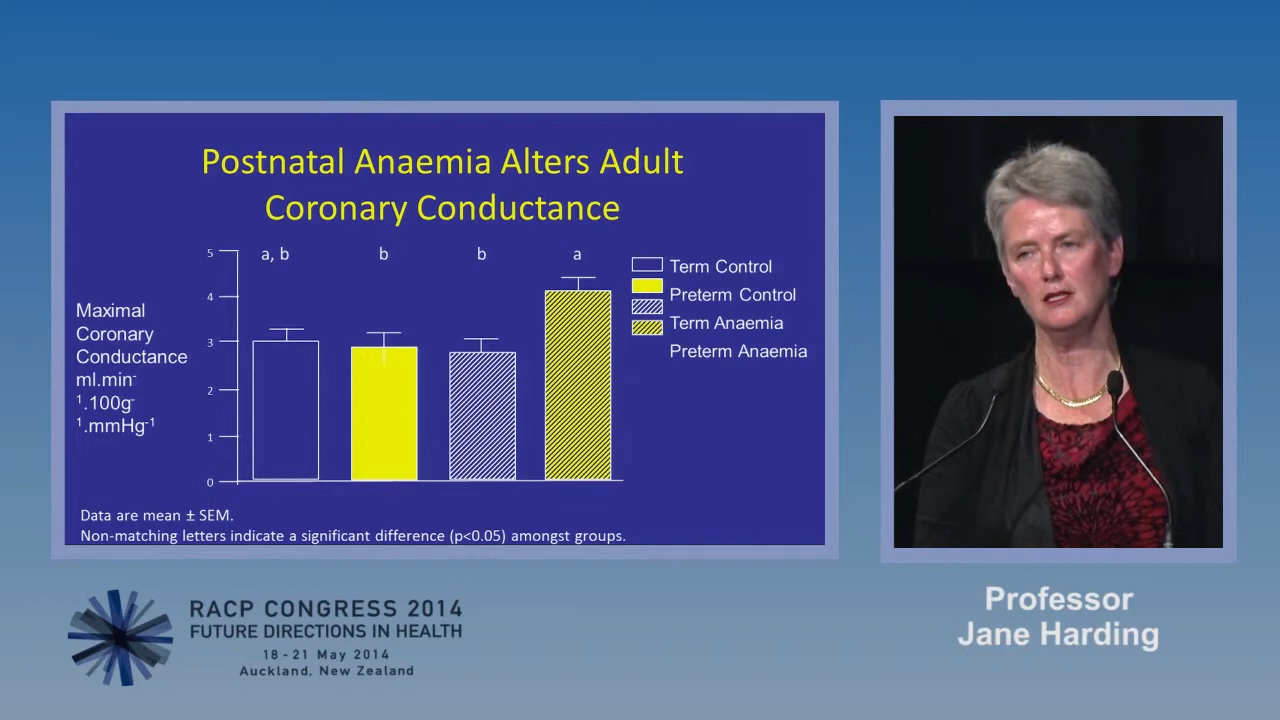 Postnatal Anaemia Alters Adult
Coronary Conductance
5
4
3
2
1
0
a, b
b
b
a
Maximal
Coronary
Conductance
ml.min⁻
¹.100g⁻
¹.mmHg⁻¹
Term Control
Preterm Control
Term Anaemia
Preterm Anaemia
Data are mean ± SEM.
Non-matching letters indicate a significant difference (p<0.05) amongst groups.
RACP CONGRESS 2014
FUTURE DIRECTIONS IN HEALTH
18 - 21 May 2014
Auckland, New Zealand
Professor
Jane Harding